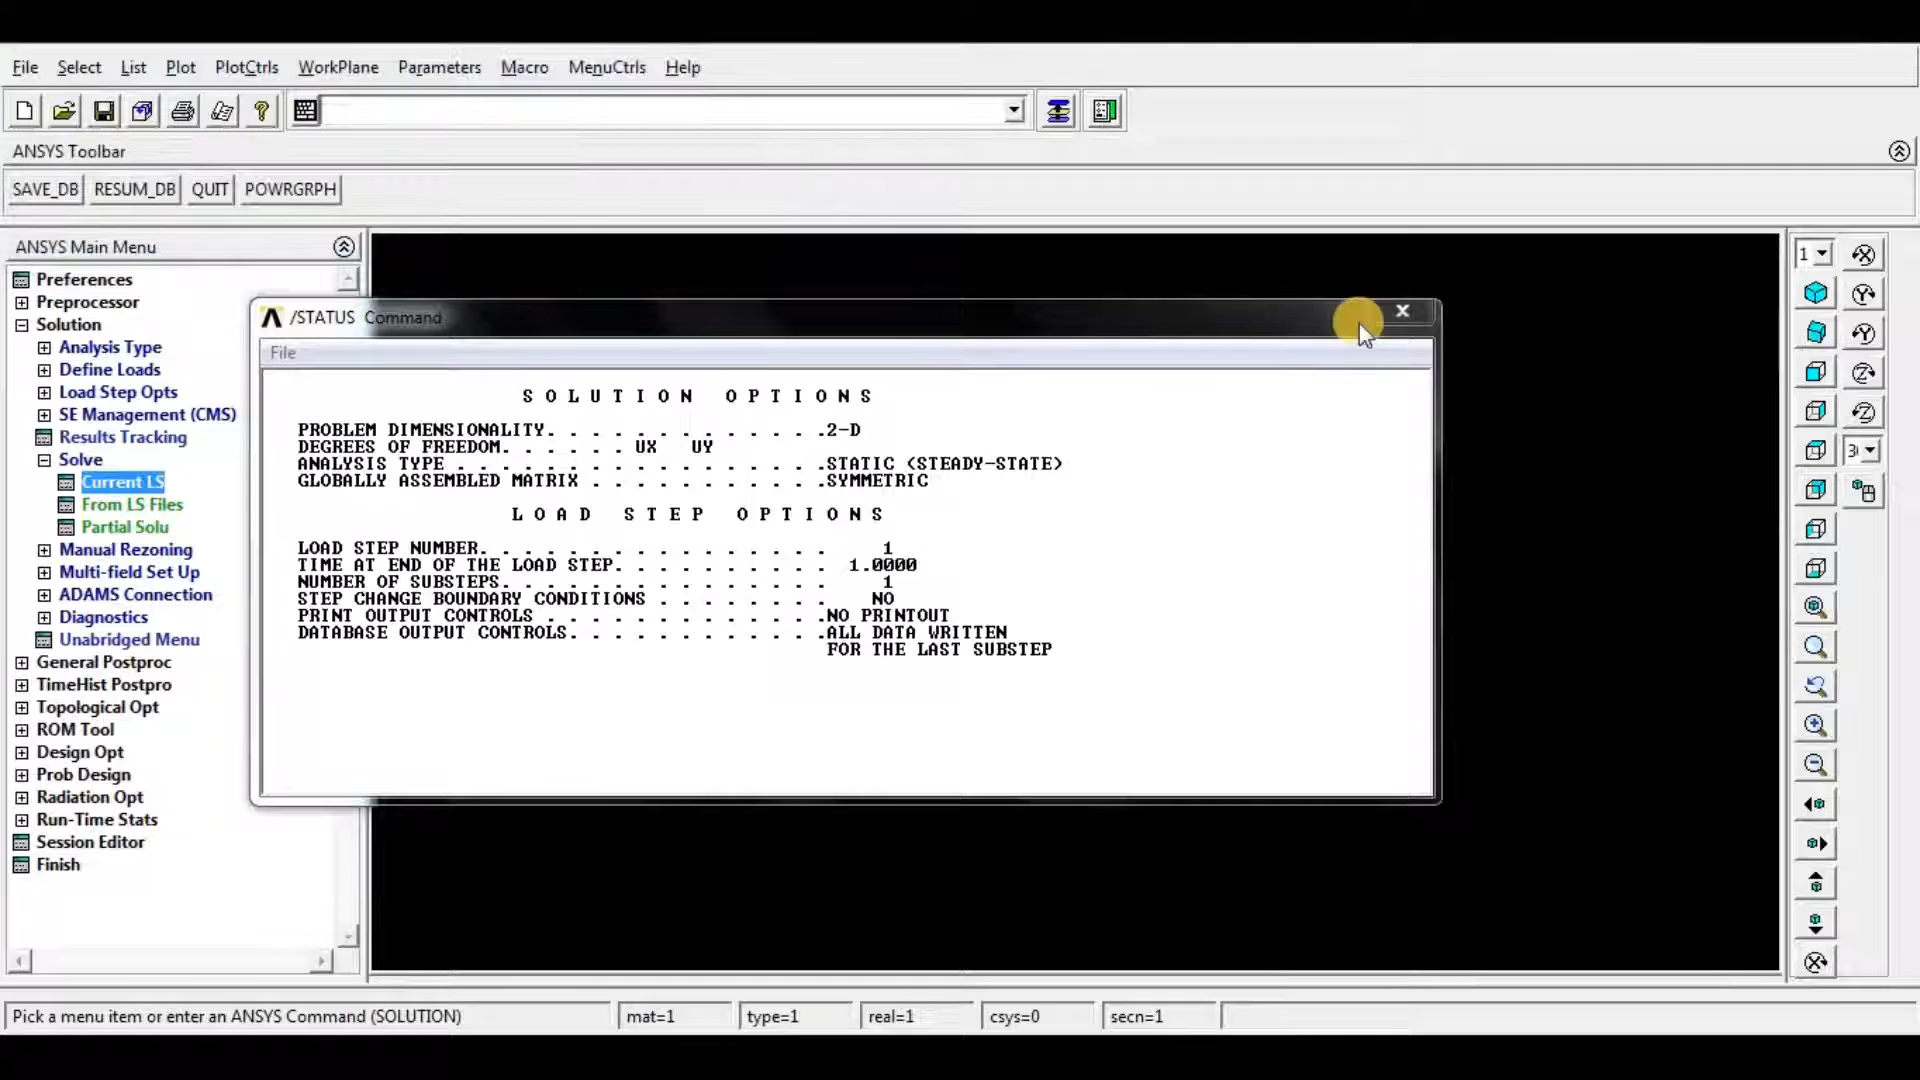 File Select List Plot PlotCtrls WorkPlane Parameters Macro MenuCtrls Help
ANSYS Toolbar
SAVE_DB RESUM_DB QUIT POWRGRPH
ANSYS Main Menu
Preferences
Preprocessor
Solution
Analysis Type
Define Loads
Load Step Opts
SE Management (CMS)
Results Tracking
Solve
Current LS
From LS Files
Partial Solu
Manual Rezoning
Multi-field Set Up
ADAMS Connection
Diagnostics
Unabridged Menu
General Postproc
TimeHist Postpro
Topological Opt
ROM Tool
Design Opt
Prob Design
Radiation Opt
Run-Time Stats
Session Editor
Finish
/STATUS Command
File
S O L U T I O N   O P T I O N S
PROBLEM DIMENSIONALITY. . . . . . . . . . . . .2-D
DEGREES OF FREEDOM. . . . . . UX   UY
ANALYSIS TYPE . . . . . . . . . . . . . . . . .STATIC (STEADY-STATE)
GLOBALLY ASSEMBLED MATRIX . . . . . . . . . . .SYMMETRIC
L O A D   S T E P   O P T I O N S
LOAD STEP NUMBER. . . . . . . . . . . . . . . .     1
TIME AT END OF THE LOAD STEP. . . . . . . . . .  1.0000
NUMBER OF SUBSTEPS. . . . . . . . . . . . . . .     1
STEP CHANGE BOUNDARY CONDITIONS . . . . . . . .    NO
PRINT OUTPUT CONTROLS . . . . . . . . . . . . .NO PRINTOUT
DATABASE OUTPUT CONTROLS. . . . . . . . . . . .ALL DATA WRITTEN
FOR THE LAST SUBSTEP
1
Pick a menu item or enter an ANSYS Command (SOLUTION) mat=1 type=1 real=1 csys=0 secn=1